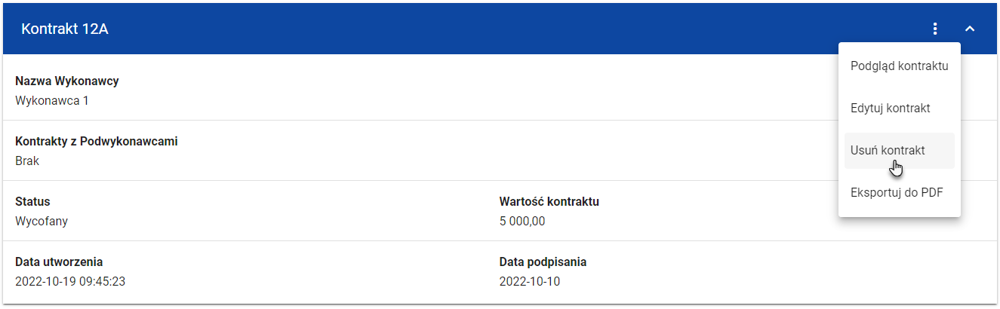 Kontrakt 12A
Podgląd kontraktu
Edytuj kontrakt
Usuń kontrakt
Eksportuj do PDF
Nazwa Wykonawcy
Wykonawca 1
Kontrakty z Podwykonawcami
Brak
Status
Wycofany
Wartość kontraktu
5 000,00
Data utworzenia
2022-10-19 09:45:23
Data podpisania
2022-10-10